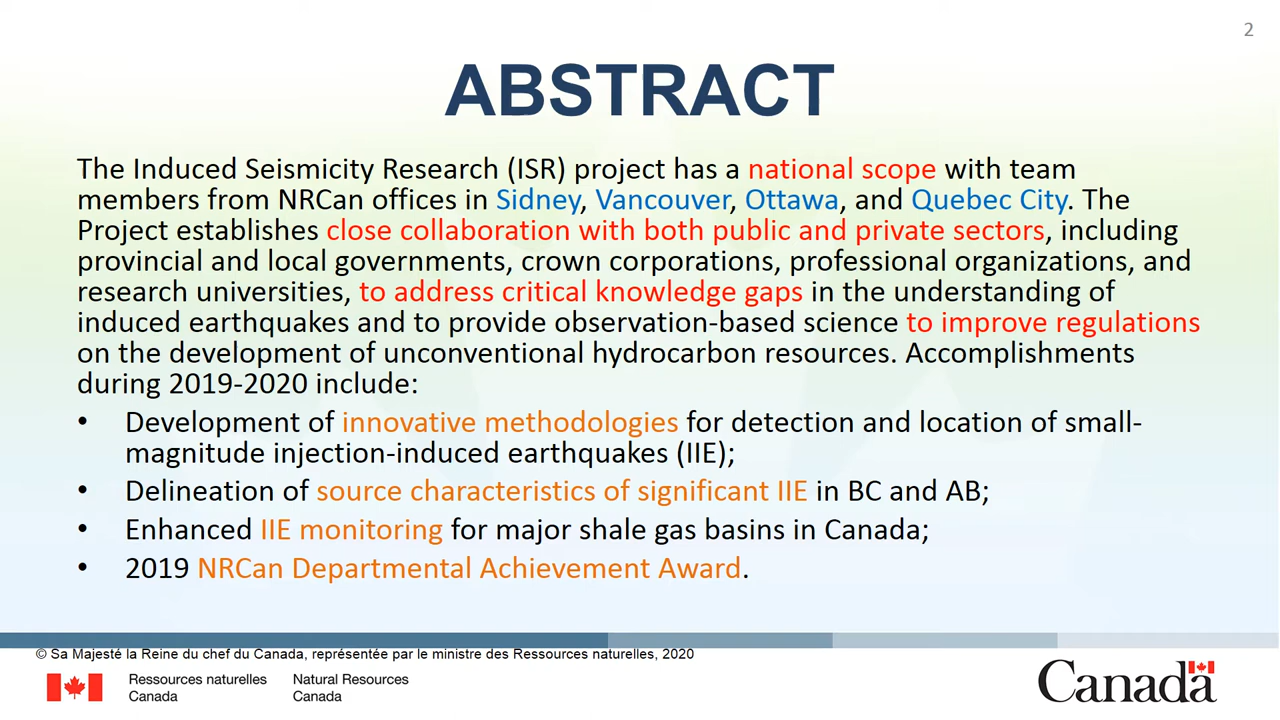 2
ABSTRACT
The Induced Seismicity Research (ISR) project has a national scope with team
members from NRCan offices in Sidney, Vancouver, Ottawa, and Quebec City. The
Project establishes close collaboration with both public and private sectors, including
provincial and local governments, crown corporations, professional organizations, and
research universities, to address critical knowledge gaps in the understanding of
induced earthquakes and to provide observation-based science to improve regulations
on the development of unconventional hydrocarbon resources. Accomplishments
during 2019-2020 include:
• Development of innovative methodologies for detection and location of small-
magnitude injection-induced earthquakes (IIE);
• Delineation of source characteristics of significant IIE in BC and AB;
• Enhanced IIE monitoring for major shale gas basins in Canada;
• 2019 NRCan Departmental Achievement Award.
© Sa Majesté la Reine du chef du Canada, représentée par le ministre des Ressources naturelles, 2020
Ressources naturelles
Canada
Natural Resources
Canada
Canada